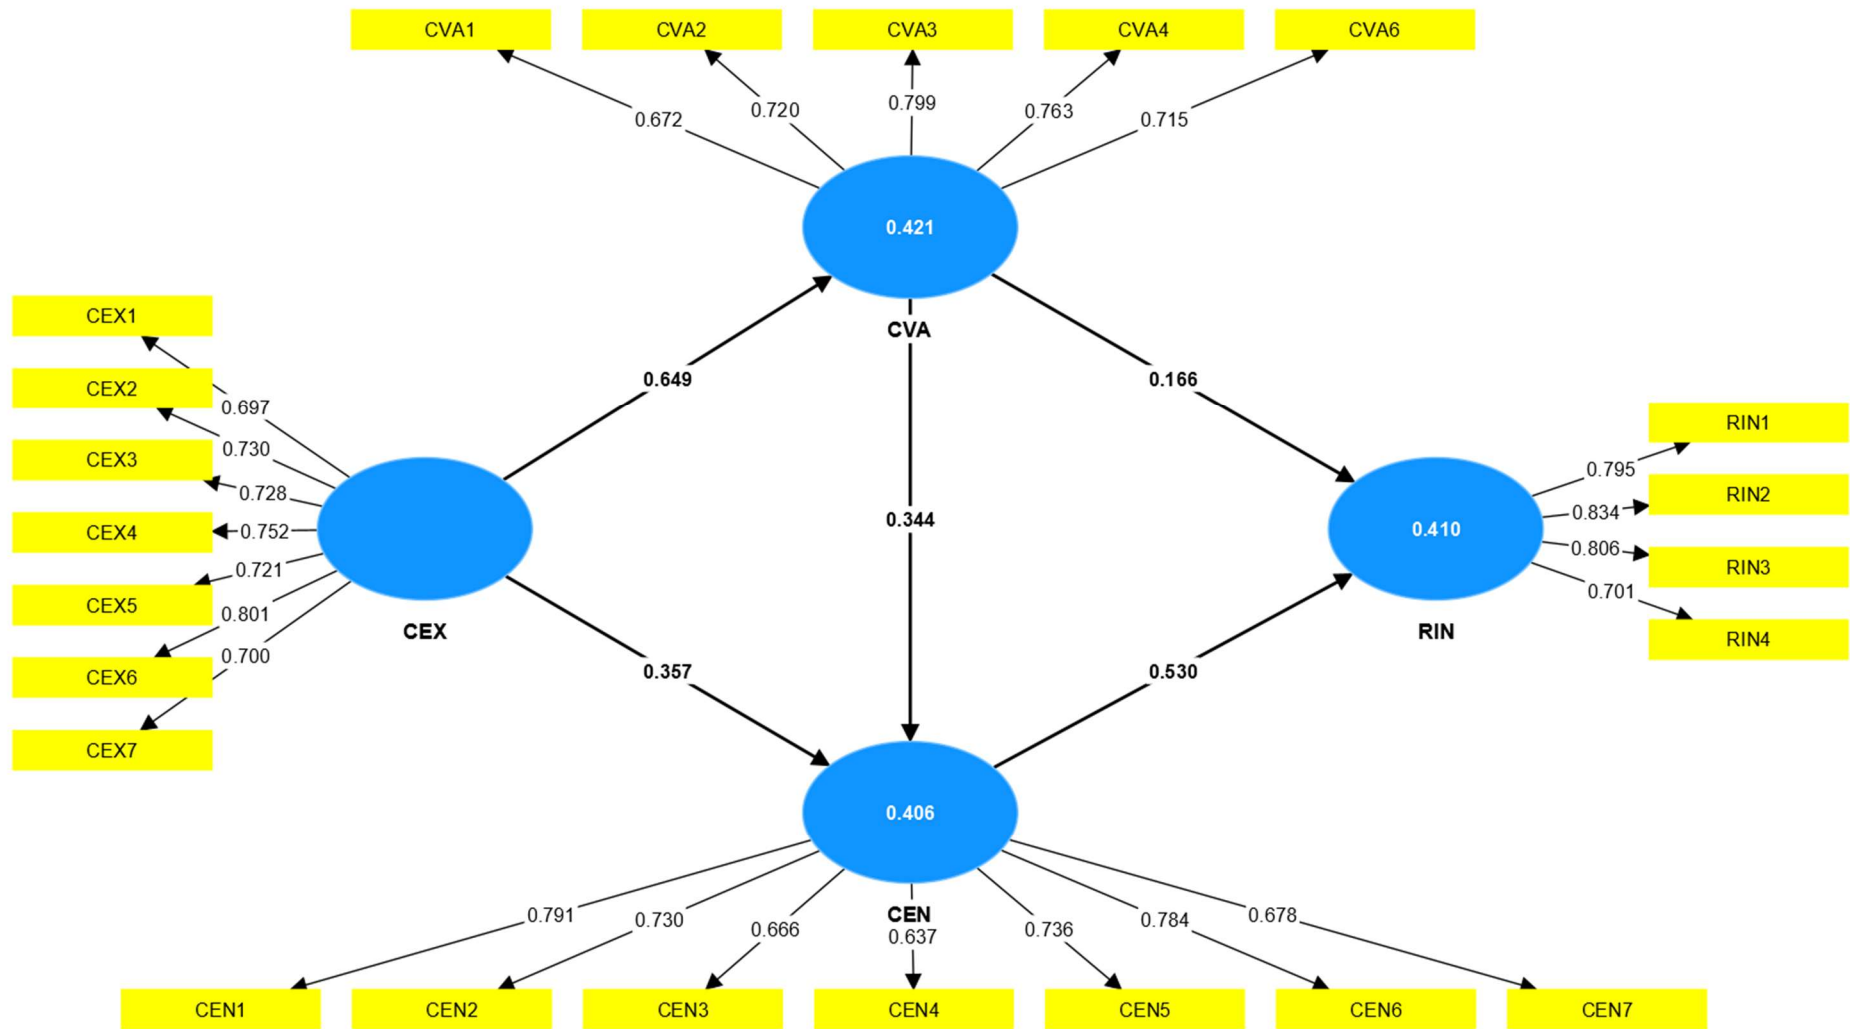 CVA1 CVA2 CVA3 CVA4 CVA6
0.672 0.720 0.799 0.763 0.715
0.421
CVA
CEX1
CEX2
CEX3
CEX4
CEX5
CEX6
CEX7
0.697
0.730
0.728
0.752
0.721
0.801
0.700
CEX
0.649
0.357
0.344
0.166
0.530
0.410
RIN
0.795
0.834
0.806
0.701
RIN1
RIN2
RIN3
RIN4
0.406
CEN
0.791 0.730 0.666 0.637 0.736 0.784 0.678
CEN1 CEN2 CEN3 CEN4 CEN5 CEN6 CEN7